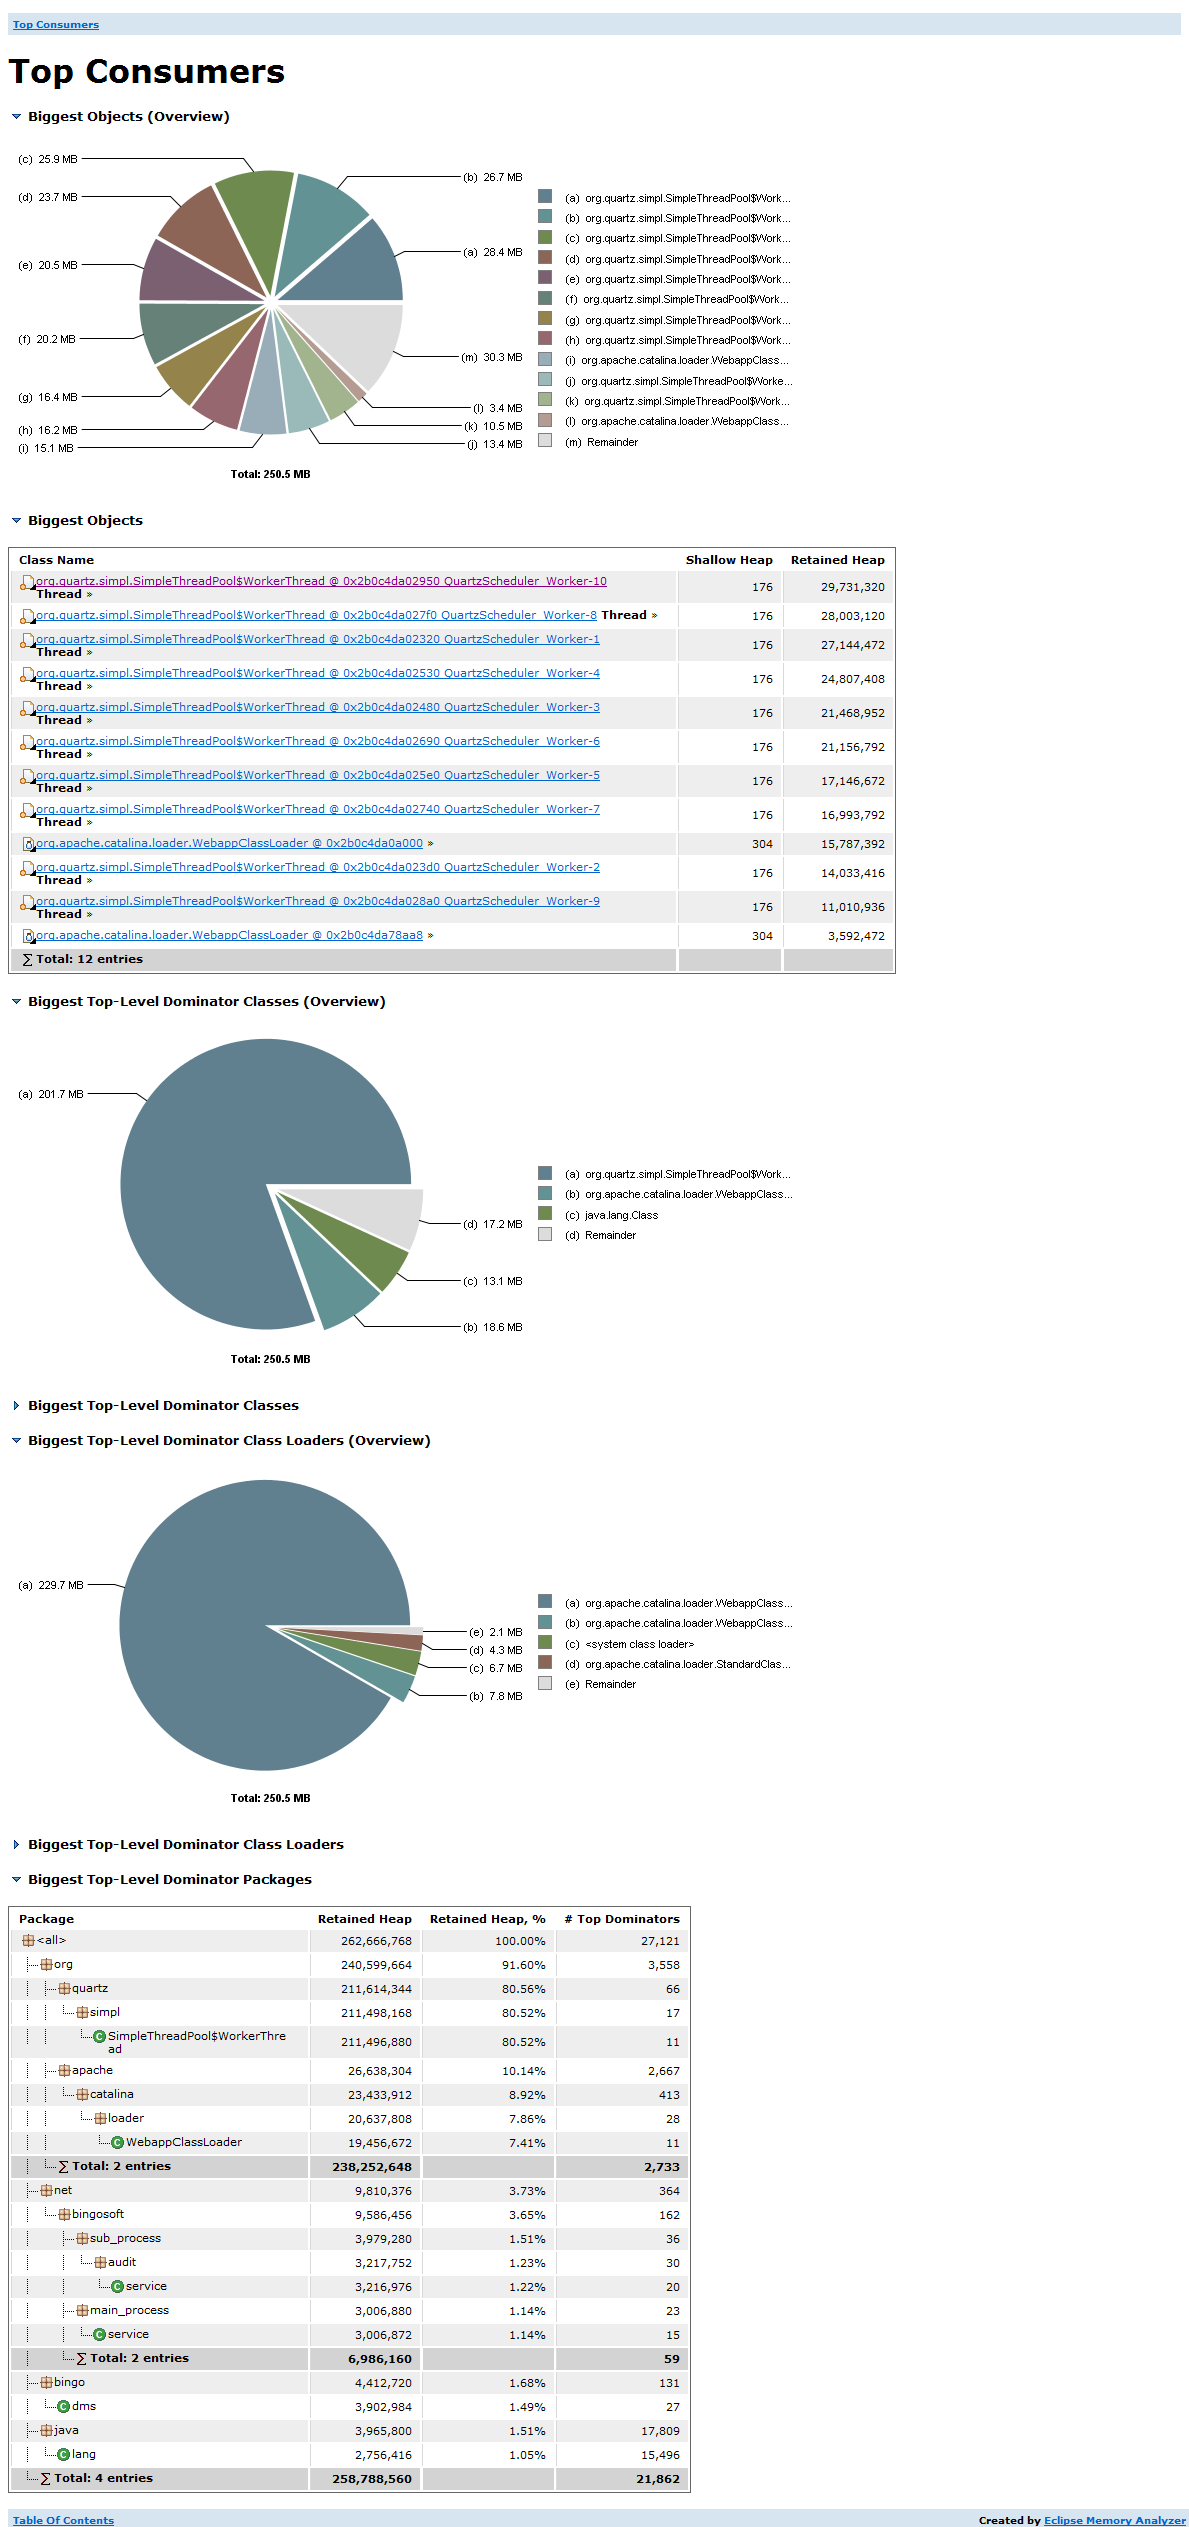 Top Consumers
Top Consumers
Biggest Objects (Overview)
(c) 25.9 MB
(d) 23.7 MB
(e) 20.5 MB
(f) 20.2 MB
(g) 16.4 MB
(h) 16.2 MB
(i) 15.1 MB
(b) 26.7 MB
(a) 28.4 MB
(m) 30.3 MB
(l) 3.4 MB
(k) 10.5 MB
(j) 13.4 MB
Total: 250.5 MB
(a) org.quartz.simpl.SimpleThreadPool$Work...
(b) org.quartz.simpl.SimpleThreadPool$Work...
(c) org.quartz.simpl.SimpleThreadPool$Work...
(d) org.quartz.simpl.SimpleThreadPool$Work...
(e) org.quartz.simpl.SimpleThreadPool$Work...
(f) org.quartz.simpl.SimpleThreadPool$Work...
(g) org.quartz.simpl.SimpleThreadPool$Work...
(h) org.quartz.simpl.SimpleThreadPool$Work...
(i) org.apache.catalina.loader.WebappClass...
(j) org.quartz.simpl.SimpleThreadPool$Worke...
(k) org.quartz.simpl.SimpleThreadPool$Work...
(l) org.apache.catalina.loader.WebappClass...
(m) Remainder
Biggest Objects
Class Name Shallow Heap Retained Heap
org.quartz.simpl.SimpleThreadPool$WorkerThread @ 0x2b0c4da02950 QuartzScheduler_Worker-10
Thread » 176 29,731,320
org.quartz.simpl.SimpleThreadPool$WorkerThread @ 0x2b0c4da027f0 QuartzScheduler_Worker-8 Thread » 176 28,003,120
org.quartz.simpl.SimpleThreadPool$WorkerThread @ 0x2b0c4da02320 QuartzScheduler_Worker-1
Thread » 176 27,144,472
org.quartz.simpl.SimpleThreadPool$WorkerThread @ 0x2b0c4da02530 QuartzScheduler_Worker-4
Thread » 176 24,807,408
org.quartz.simpl.SimpleThreadPool$WorkerThread @ 0x2b0c4da02480 QuartzScheduler_Worker-3
Thread » 176 21,468,952
org.quartz.simpl.SimpleThreadPool$WorkerThread @ 0x2b0c4da02690 QuartzScheduler_Worker-6
Thread » 176 21,156,792
org.quartz.simpl.SimpleThreadPool$WorkerThread @ 0x2b0c4da025e0 QuartzScheduler_Worker-5
Thread » 176 17,146,672
org.quartz.simpl.SimpleThreadPool$WorkerThread @ 0x2b0c4da02740 QuartzScheduler_Worker-7
Thread » 176 16,993,792
org.apache.catalina.loader.WebappClassLoader @ 0x2b0c4da0a000 » 304 15,787,392
org.quartz.simpl.SimpleThreadPool$WorkerThread @ 0x2b0c4da023d0 QuartzScheduler_Worker-2
Thread » 176 14,033,416
org.quartz.simpl.SimpleThreadPool$WorkerThread @ 0x2b0c4da028a0 QuartzScheduler_Worker-9
Thread » 176 11,010,936
org.apache.catalina.loader.WebappClassLoader @ 0x2b0c4da78aa8 » 304 3,592,472
∑ Total: 12 entries
Biggest Top-Level Dominator Classes (Overview)
(a) 201.7 MB
(d) 17.2 MB
(c) 13.1 MB
(b) 18.6 MB
Total: 250.5 MB
(a) org.quartz.simpl.SimpleThreadPool$Work...
(b) org.apache.catalina.loader.WebappClass...
(c) java.lang.Class
(d) Remainder
Biggest Top-Level Dominator Classes
Biggest Top-Level Dominator Class Loaders (Overview)
(a) 229.7 MB
(e) 2.1 MB
(d) 4.3 MB
(c) 6.7 MB
(b) 7.8 MB
Total: 250.5 MB
(a) org.apache.catalina.loader.WebappClass...
(b) org.apache.catalina.loader.WebappClass...
(c) <system class loader>
(d) org.apache.catalina.loader.StandardClas...
(e) Remainder
Biggest Top-Level Dominator Class Loaders
Biggest Top-Level Dominator Packages
Package Retained Heap Retained Heap, % # Top Dominators
<all> 262,666,768 100.00% 27,121
org 240,599,664 91.60% 3,558
quartz 211,614,344 80.56% 66
simpl 211,498,168 80.52% 17
SimpleThreadPool$WorkerThre
ad 211,496,880 80.52% 11
apache 26,638,304 10.14% 2,667
catalina 23,433,912 8.92% 413
loader 20,637,808 7.86% 28
WebappClassLoader 19,456,672 7.41% 11
∑ Total: 2 entries 238,252,648 2,733
net 9,810,376 3.73% 364
bingosoft 9,586,456 3.65% 162
sub_process 3,979,280 1.51% 36
audit 3,217,752 1.23% 30
service 3,216,976 1.22% 20
main_process 3,006,880 1.14% 23
service 3,006,872 1.14% 15
∑ Total: 2 entries 6,986,160 59
bingo 4,412,720 1.68% 131
dms 3,902,984 1.49% 27
java 3,965,800 1.51% 17,809
lang 2,756,416 1.05% 15,496
∑ Total: 4 entries 258,788,560 21,862
Table Of Contents Created by Eclipse Memory Analyzer